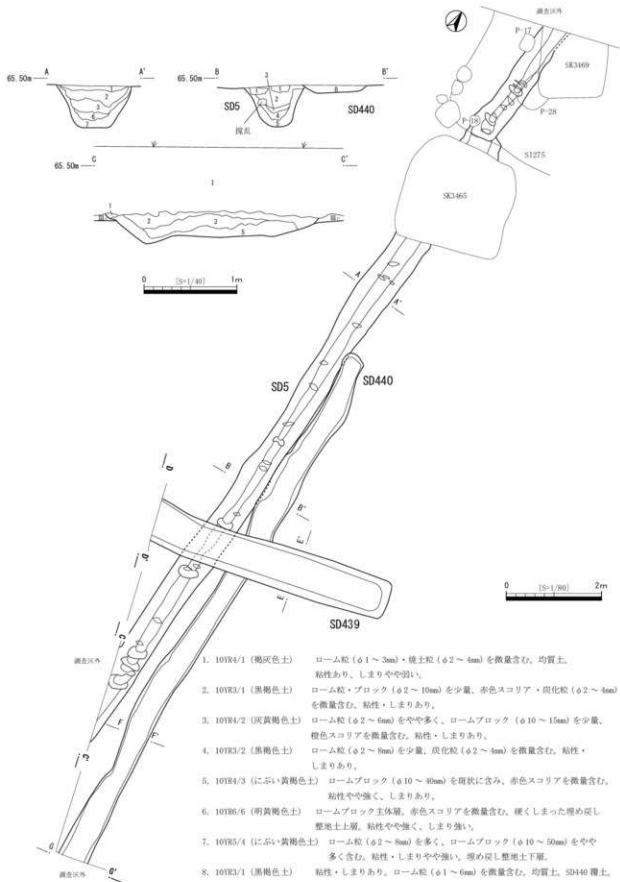 調査区外
A
A'
B
B'
65.50m
65.50m
P-17
SK3469
SD5
SD440
撹乱
P-28
P-18
SI275
C
C'
65.50m
SK3465
0 [S=1/40] 1m
A
A'
SD5
SD440
D
B
B'
E'
D'
E
0 [S=1/80] 2m
SD439
C
調査区外
F
F'
C'
G
G'
調査区外
1. 10YR4/1(褐灰色土) ローム粒(φ1~3mm)・焼土粒(φ2~4mm)を微量含む。均質土。
粘性あり、しまりやや弱い。
2. 10YR3/1(黒褐色土) ローム粒・ブロック(φ2~10mm)を少量、赤色スコリア・炭化粒(φ2~4mm)
を微量含む。粘性・しまりあり。
3. 10YR4/2(灰黄褐色土) ローム粒(φ2~6mm)をやや多く、ロームブロック(φ10~15mm)を少量、
橙色スコリアを微量含む。粘性・しまりあり。
4. 10YR3/2(黒褐色土) ローム粒(φ2~8mm)を少量、炭化粒(φ2~4mm)を微量含む。粘性・
しまりあり。
5. 10YR4/3(にぶい黄褐色土) ロームブロック(φ10~40mm)を斑状に含み、赤色スコリアを微量含む。
粘性やや強く、しまりあり。
6. 10YR6/6(明黄褐色土) ロームブロック主体層。赤色スコリアを微量含む。硬くしまった埋め戻し
整地土上層。粘性やや強く、しまり強い。
7. 10YR5/4(にぶい黄褐色土) ローム粒(φ2~8mm)を多く、ロームブロック(φ10~50mm)をやや
多く含む。粘性・しまりやや強い。埋め戻し整地土下層。
8. 10YR3/1(黒褐色土) 粘性・しまりあり。ローム粒(φ1~6mm)を微量含む。均質土。SD440 覆土。